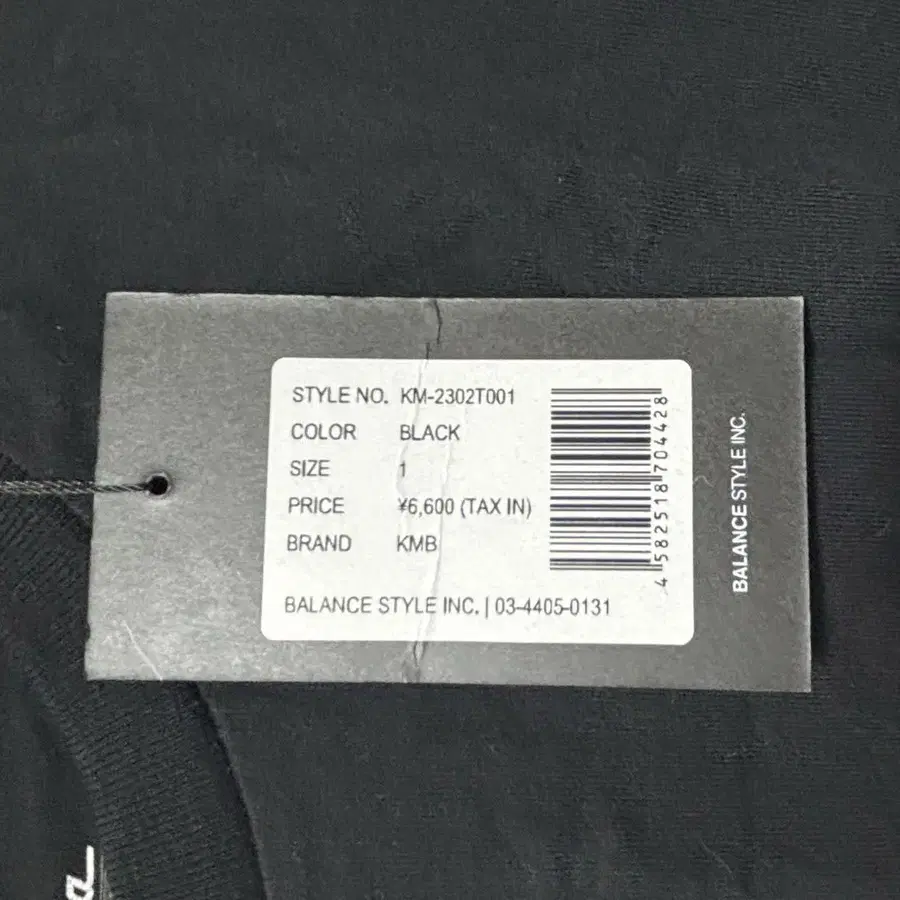 STYLE NO. KM-2302T001
COLOR BLACK
SIZE 1
PRICE ¥6,600 (TAX IN)
BRAND KMB
BALANCE STYLE INC. | 03-4405-0131
4582518704428
BALANCE STYLE INC.